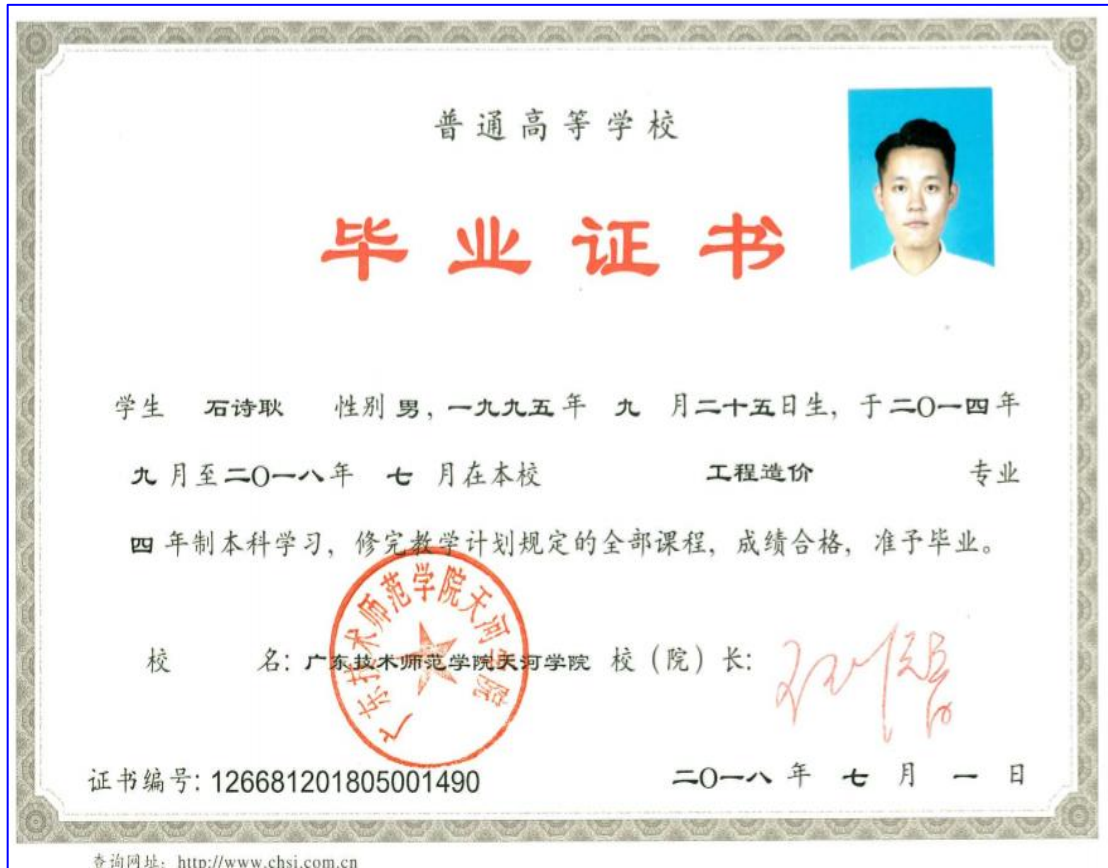 普通高等学校
毕业证书
学生 石诗耿 性别 男，一九九五年 九 月二十五日生，于二〇一四年
九月至二〇一八年 七 月在本校 工程造价 专业
四 年制本科学习，修完教学计划规定的全部课程，成绩合格，准予毕业。
广东技术师范学院天河学院
校 名：广东技术师范学院天河学院 校（院）长：
证书编号：126681201805001490 二〇一八 年 七 月 一 日
查询网址：http://www.chsi.com.cn